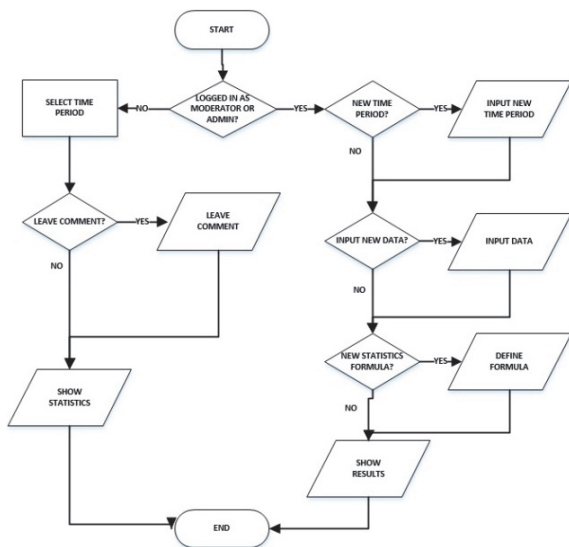 START
LOGGED IN AS
MODERATOR OR
ADMIN?
NO
YES
SELECT TIME
PERIOD
NEW TIME
PERIOD?
YES
INPUT NEW
TIME PERIOD
NO
LEAVE COMMENT?
YES
LEAVE
COMMENT
NO
INPUT NEW DATA?
YES
INPUT DATA
NO
NEW STATISTICS
FORMULA?
YES
DEFINE
FORMULA
NO
SHOW
STATISTICS
SHOW
RESULTS
END